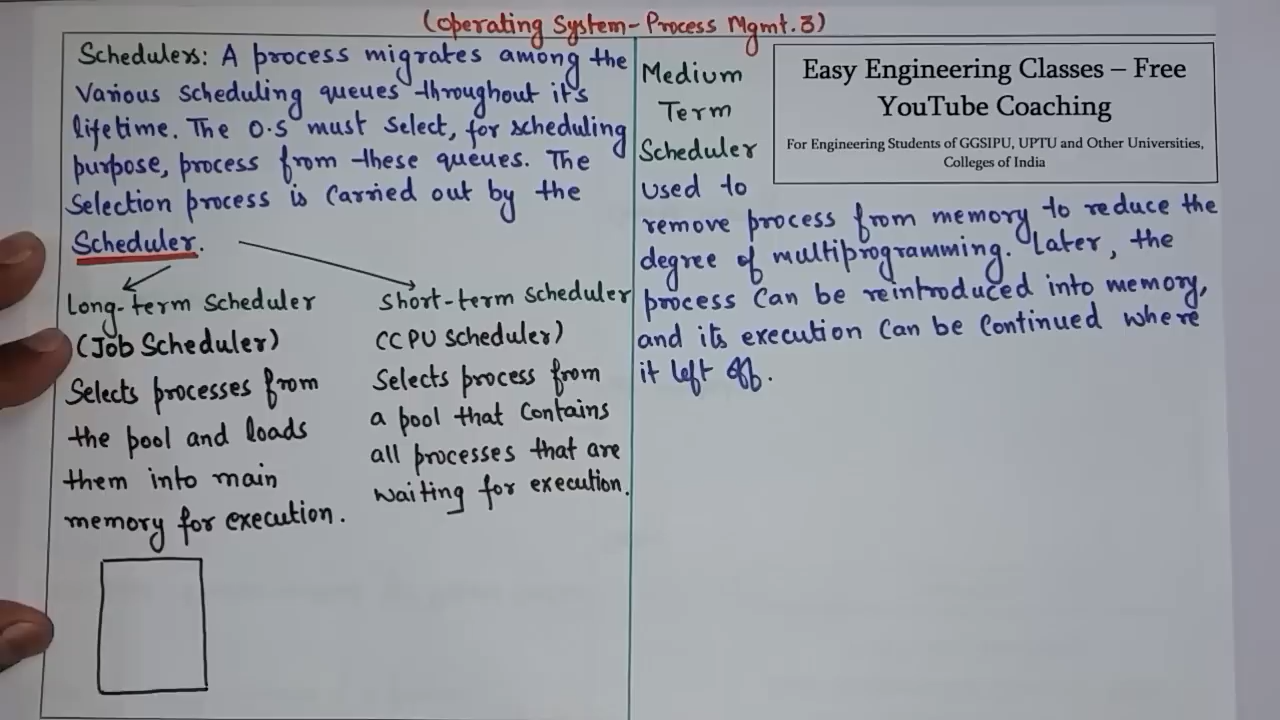 (Operating System- Process Mgmt. 3)
Schedulers: A process migrates among the
Various scheduling queues throughout it's
lifetime. The O.S must select, for scheduling
purpose, process from these queues. The
Selection process is carried out by the
Scheduler.
Long-term Scheduler
(Job Scheduler)
Selects processes from
the pool and loads
them into main
memory for execution.
Short-term Scheduler
(CPU Scheduler)
Selects process from
a pool that contains
all processes that are
waiting for execution.
Medium
Term
Scheduler
used to
remove process from memory to reduce the
degree of multiprogramming. Later, the
process can be reintroduced into memory,
and its execution can be continued where
it left off.
Easy Engineering Classes – Free
YouTube Coaching
For Engineering Students of GGSIPU, UPTU and Other Universities,
Colleges of India